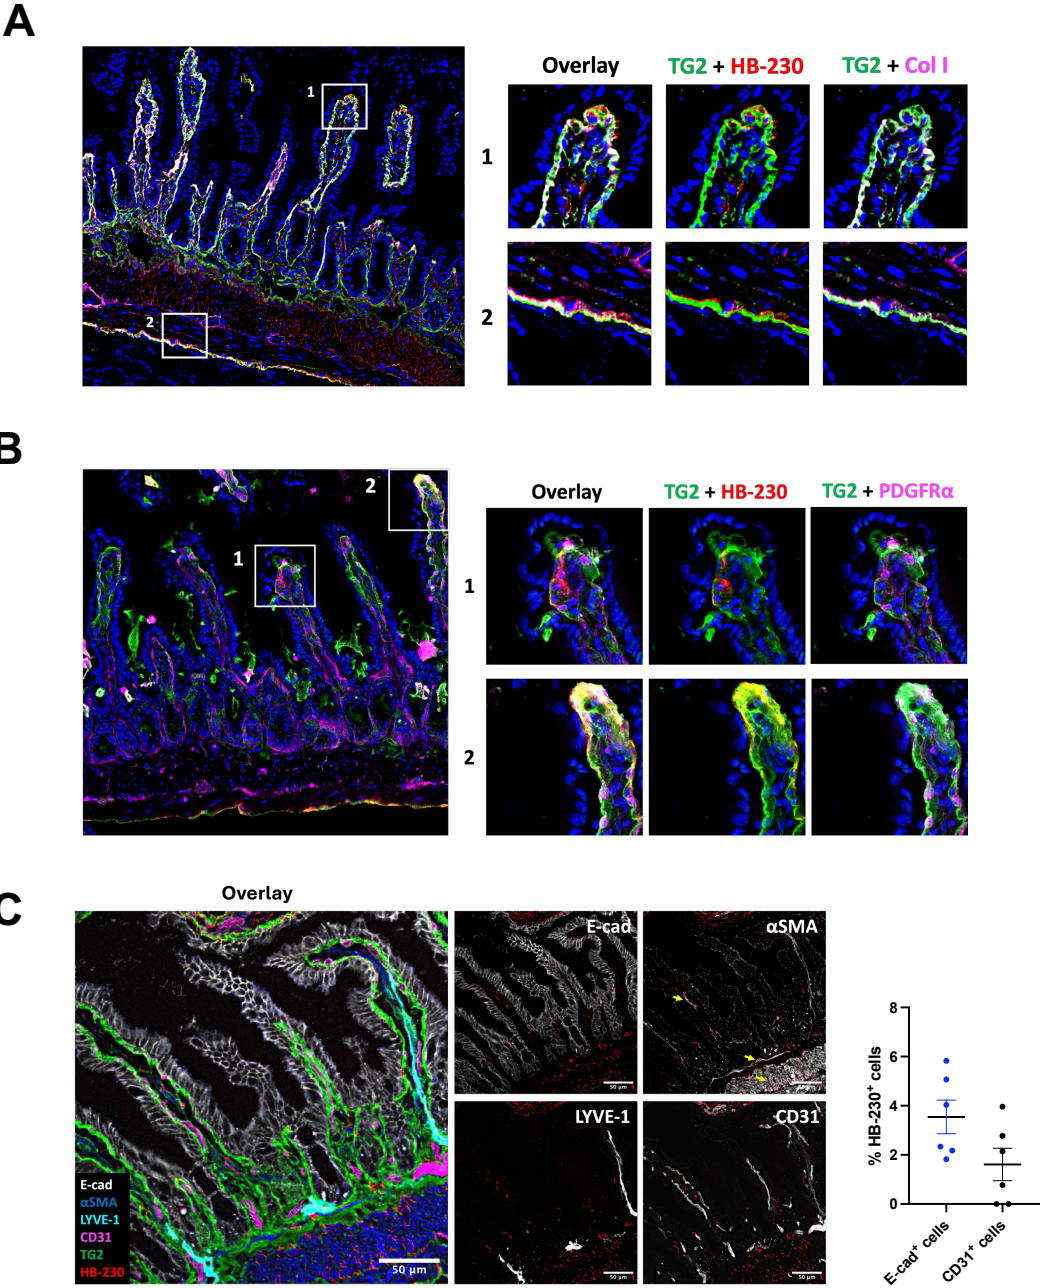 A
1
2
Overlay
TG2 + HB-230
TG2 + Col I
1
2
B
1
2
Overlay
TG2 + HB-230
TG2 + PDGFRα
1
2
C
Overlay
E-cad
αSMA
LYVE-1
CD31
TG2
HB-230
50 µm
E-cad
50 µm
αSMA
LYVE-1
50 µm
CD31
50 µm
% HB-230+ cells
8
6
4
2
0
E-cad+ cells
CD31+ cells